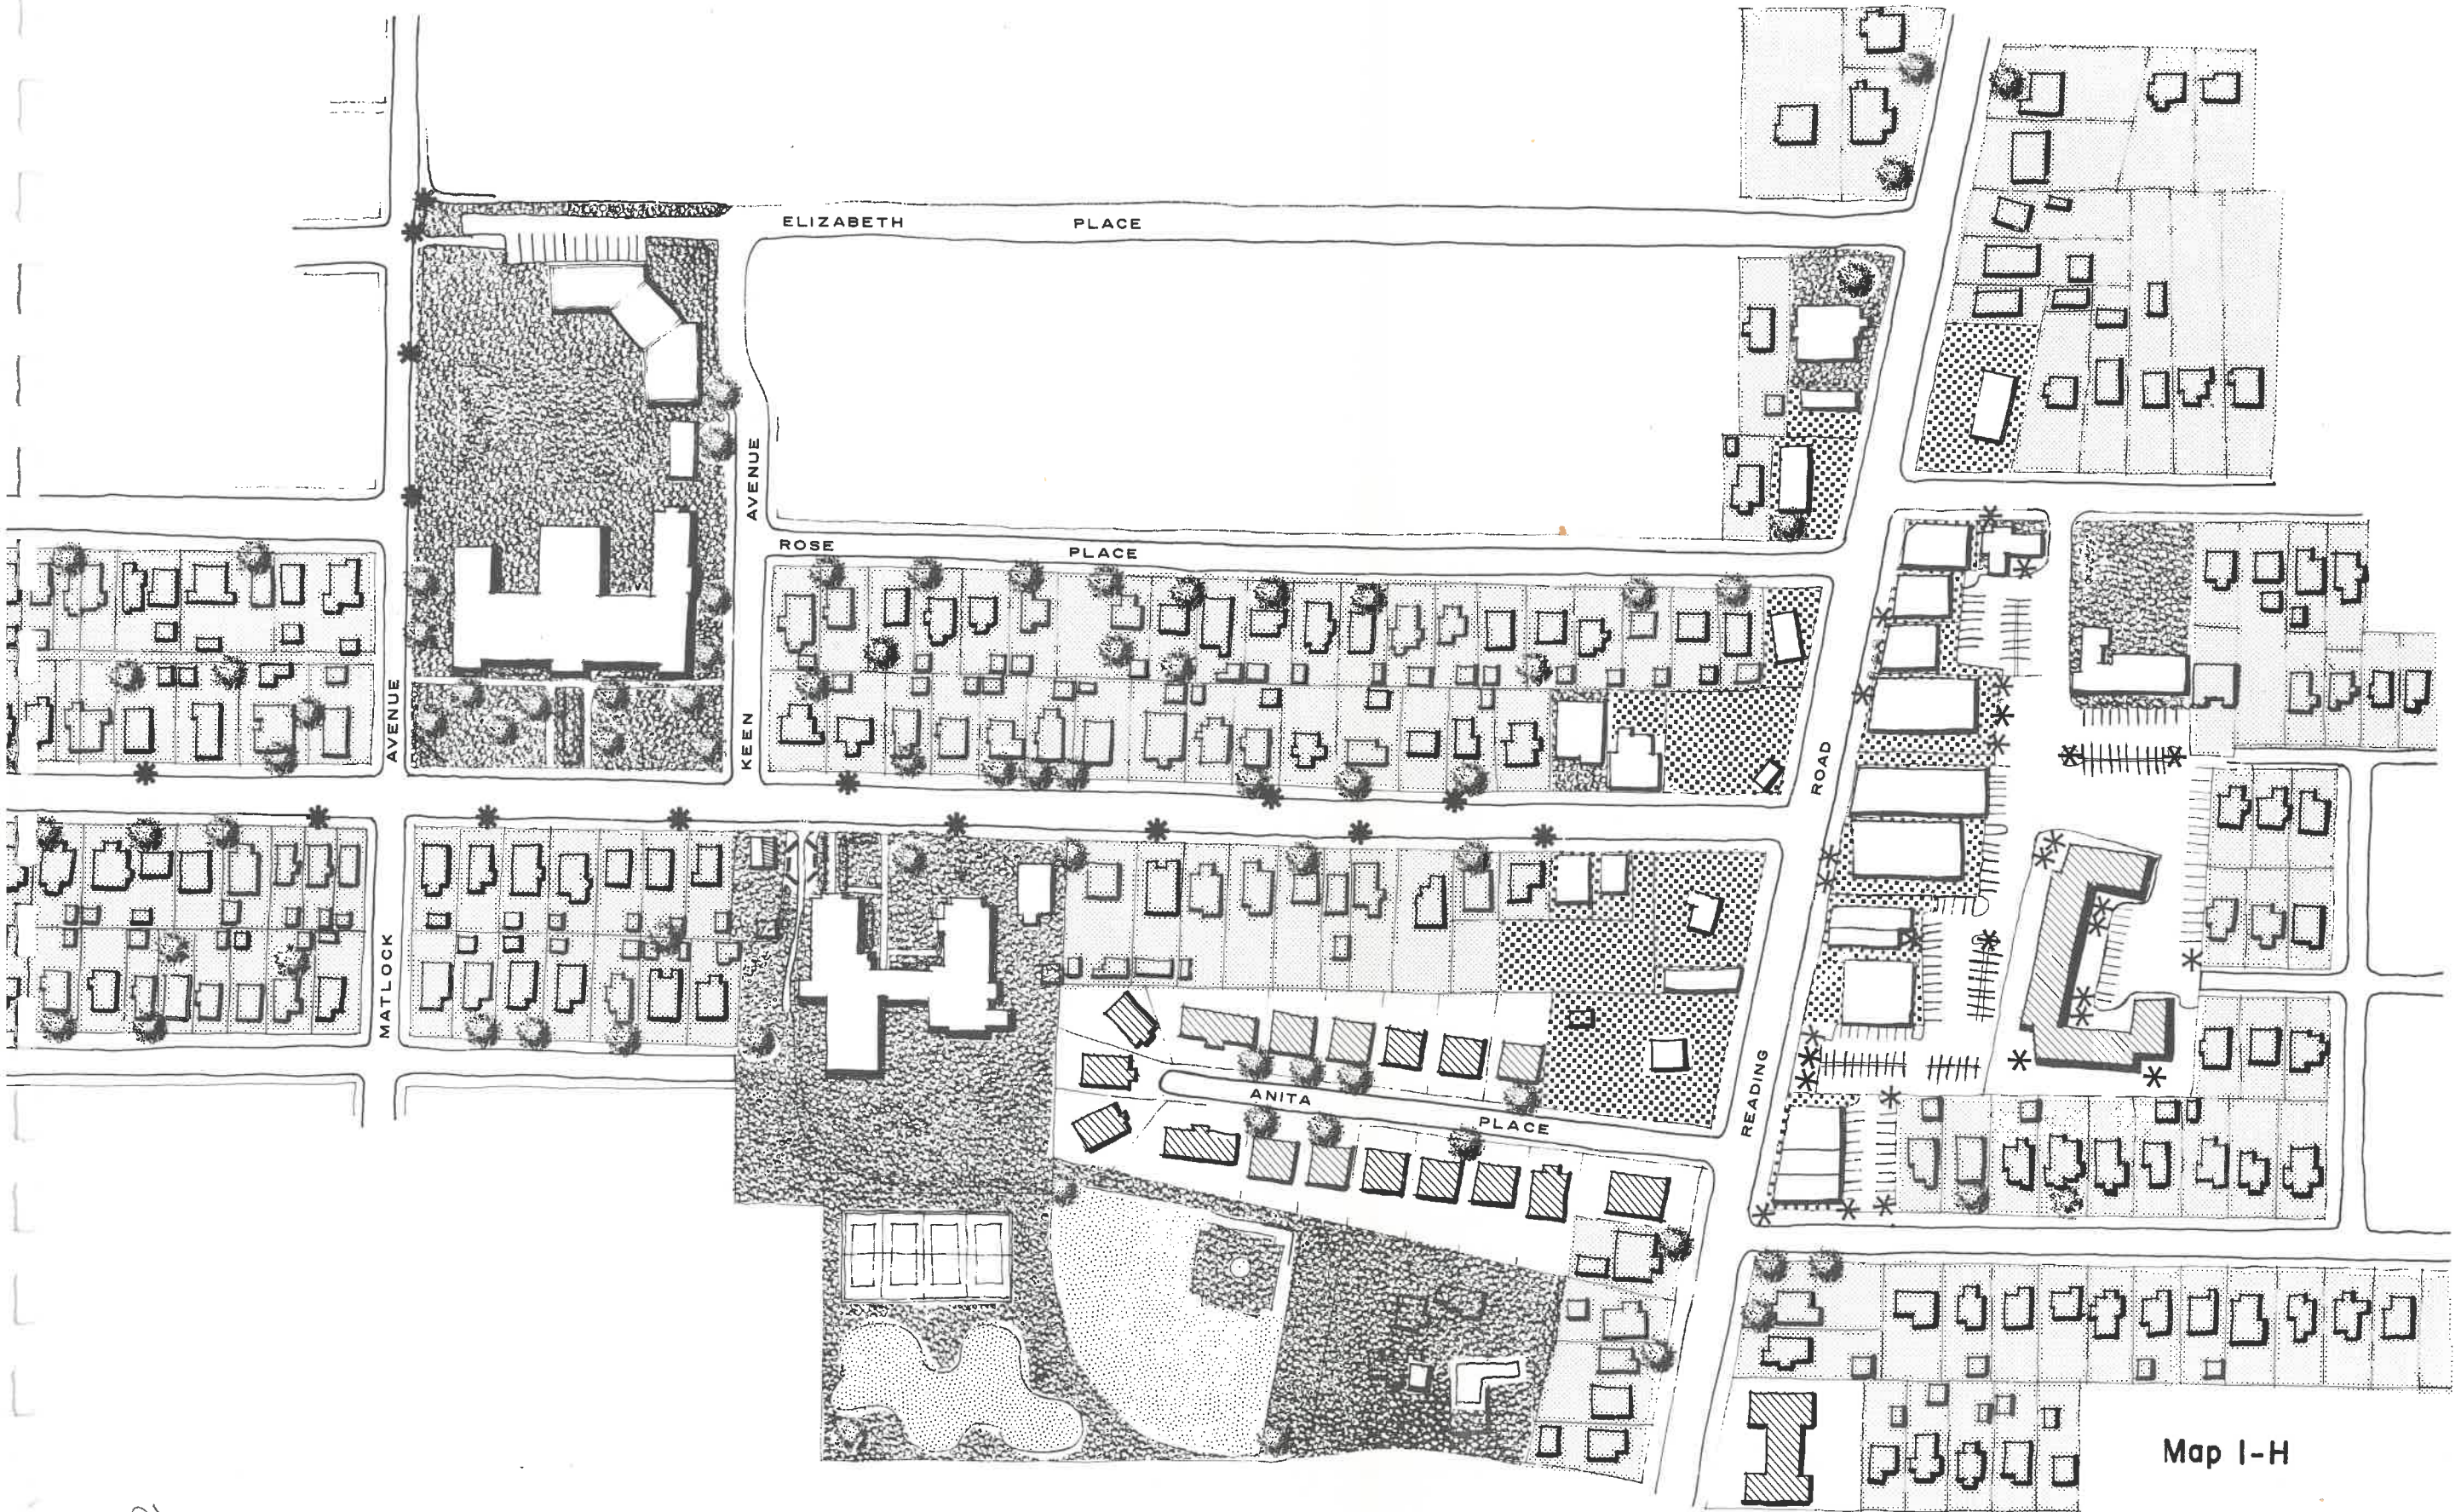 ELIZABETH PLACE
AVENUE
ROSE PLACE
AVENUE
KEEN
ROAD
MATLOCK
READING
ANITA
PLACE
Map I-H